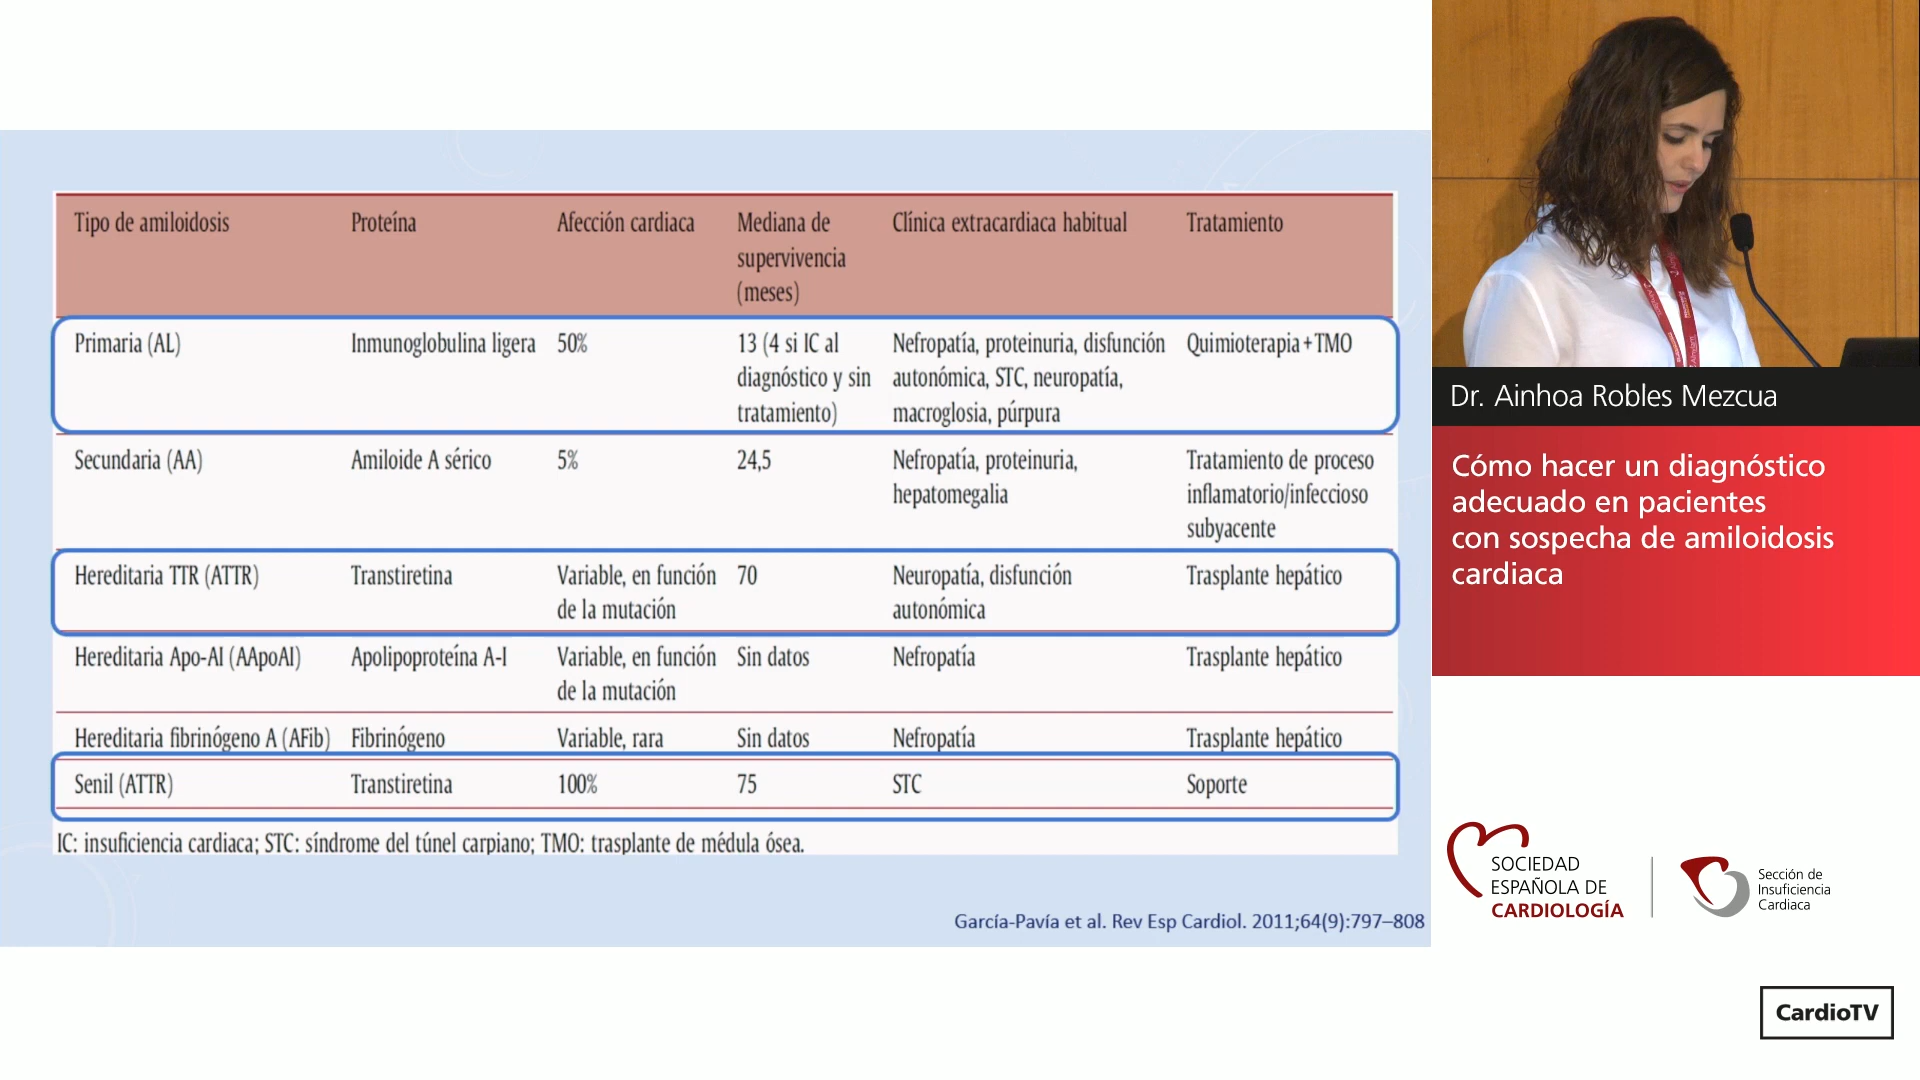 Tipo de amiloidosis Proteína Afección cardiaca Mediana de supervivencia (meses) Clínica extracardiaca habitual Tratamiento
Primaria (AL) Inmunoglobulina ligera 50% 13 (4 si IC al diagnóstico y sin tratamiento) Nefropatía, proteinuria, disfunción autonómica, STC, neuropatía, macroglosia, púrpura Quimioterapia+TMO
Secundaria (AA) Amiloide A sérico 5% 24,5 Nefropatía, proteinuria, hepatomegalia Tratamiento de proceso inflamatorio/infeccioso subyacente
Hereditaria TTR (ATTR) Transtiretina Variable, en función de la mutación 70 Neuropatía, disfunción autonómica Trasplante hepático
Hereditaria Apo-AI (AApoAI) Apolipoproteína A-I Variable, en función de la mutación Sin datos Nefropatía Trasplante hepático
Hereditaria fibrinógeno A (AFib) Fibrinógeno Variable, rara Sin datos Nefropatía Trasplante hepático
Senil (ATTR) Transtiretina 100% 75 STC Soporte
IC: insuficiencia cardiaca; STC: síndrome del túnel carpiano; TMO: trasplante de médula ósea.
García-Pavía et al. Rev Esp Cardiol. 2011;64(9):797–808
Dr. Ainhoa Robles Mezcua
Cómo hacer un diagnóstico
adecuado en pacientes
con sospecha de amiloidosis
cardiaca
SOCIEDAD
ESPAÑOLA DE
CARDIOLOGÍA
Sección de
Insuficiencia
Cardiaca
CardioTV